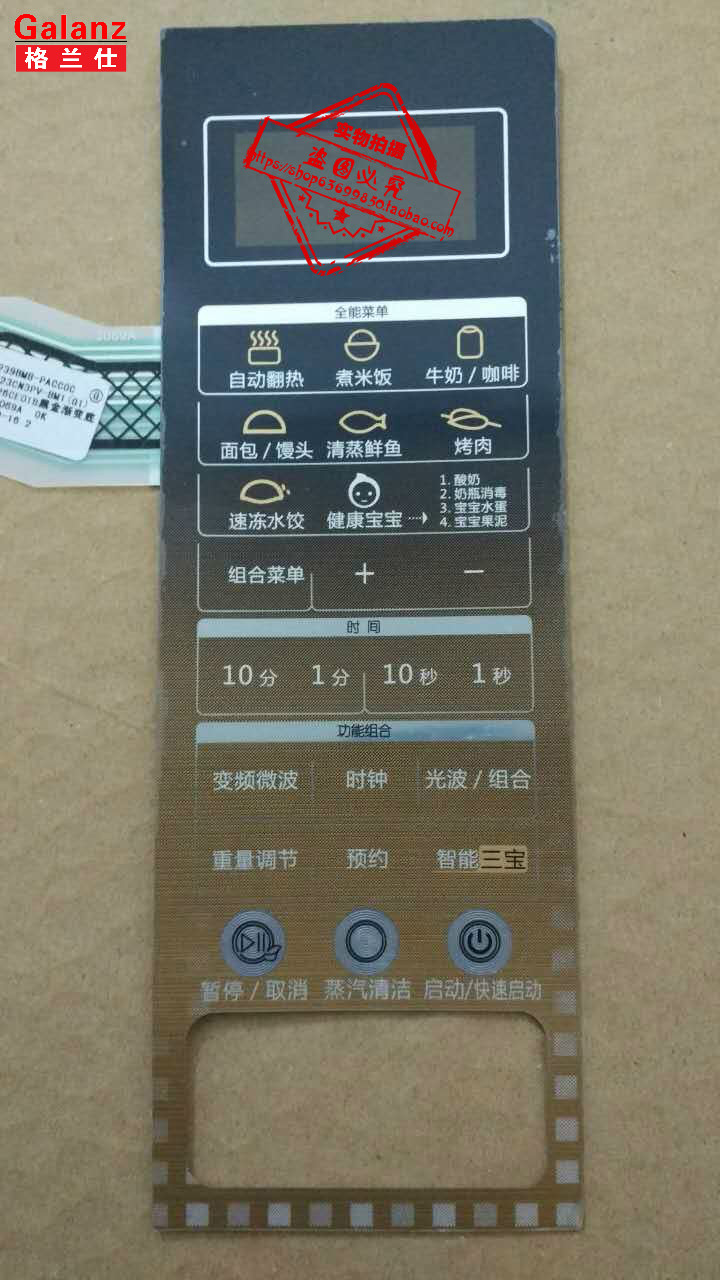 Galanz
格兰仕
实物拍摄
盗图必究
https://shop63699850.taobao.com
全能菜单
自动翻热 煮米饭 牛奶/咖啡
面包/馒头 清蒸鲜鱼 烤肉
速冻水饺 健康宝宝
1. 酸奶
2. 奶瓶消毒
3. 宝宝水蛋
4. 宝宝果泥
组合菜单 + −
时间
10分 1分 10秒 1秒
功能组合
变频微波 时钟 光波/组合
重量调节 预约 智能三宝
暂停/取消 蒸汽清洁 启动/快速启动